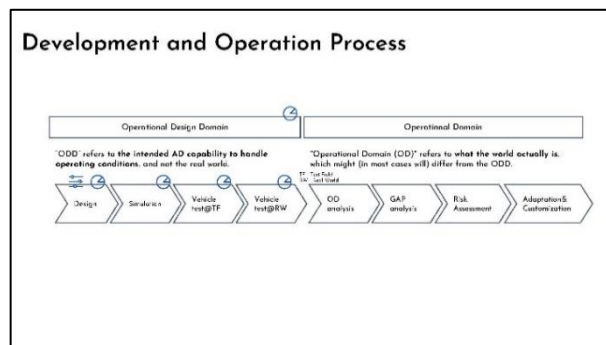 Development and Operation Process
Operational Design Domain
Operational Domain
"ODD" refers to the intended AD capability to handle
operating conditions, and not the real world.
"Operational Domain (OD)" refers to what the world actually is,
which might (in most cases will) differ from the ODD.
TF Test Field
RW Real World
Design
Simulation
Vehicle
test@TF
Vehicle
test@RW
OD
analysis
GAP
analysis
Risk
Assessment
Adaptation&
Customization